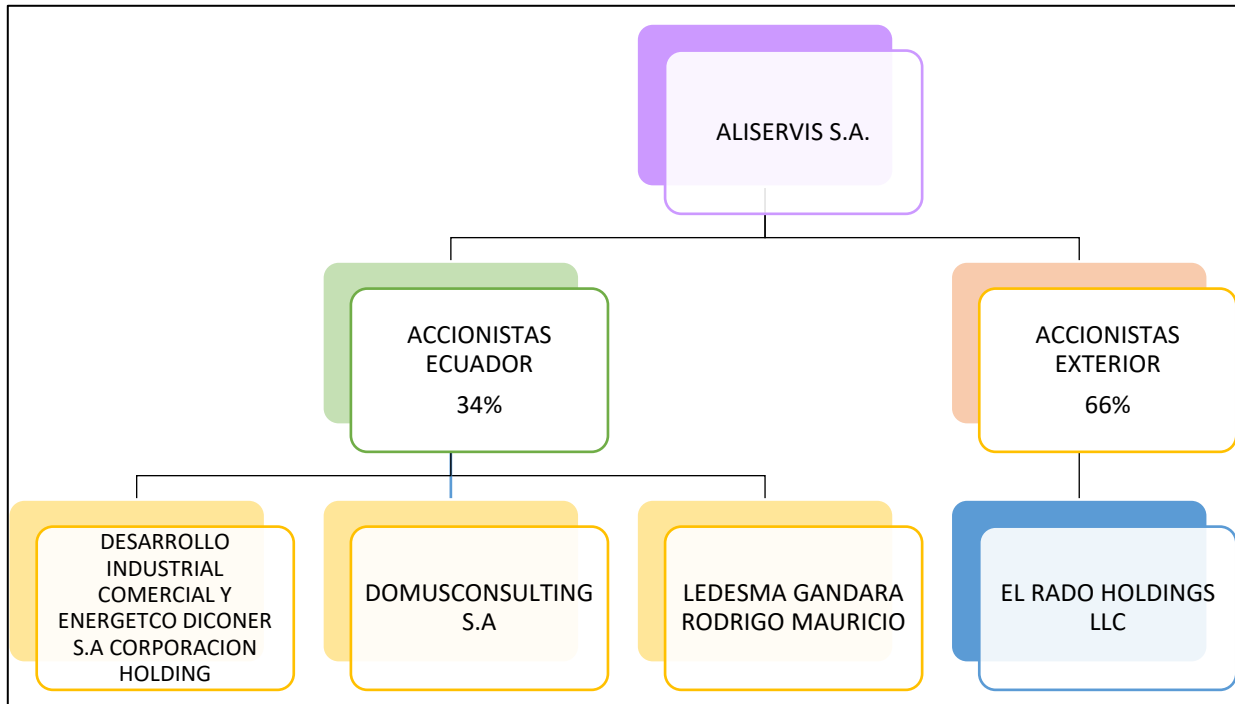 ALISERVIS S.A.
ACCIONISTAS
ECUADOR
34%
ACCIONISTAS
EXTERIOR
66%
DESARROLLO
INDUSTRIAL
COMERCIAL Y
ENERGETCO DICONER
S.A CORPORACION
HOLDING
DOMUSCONSULTING
S.A
LEDESMA GANDARA
RODRIGO MAURICIO
EL RADO HOLDINGS
LLC